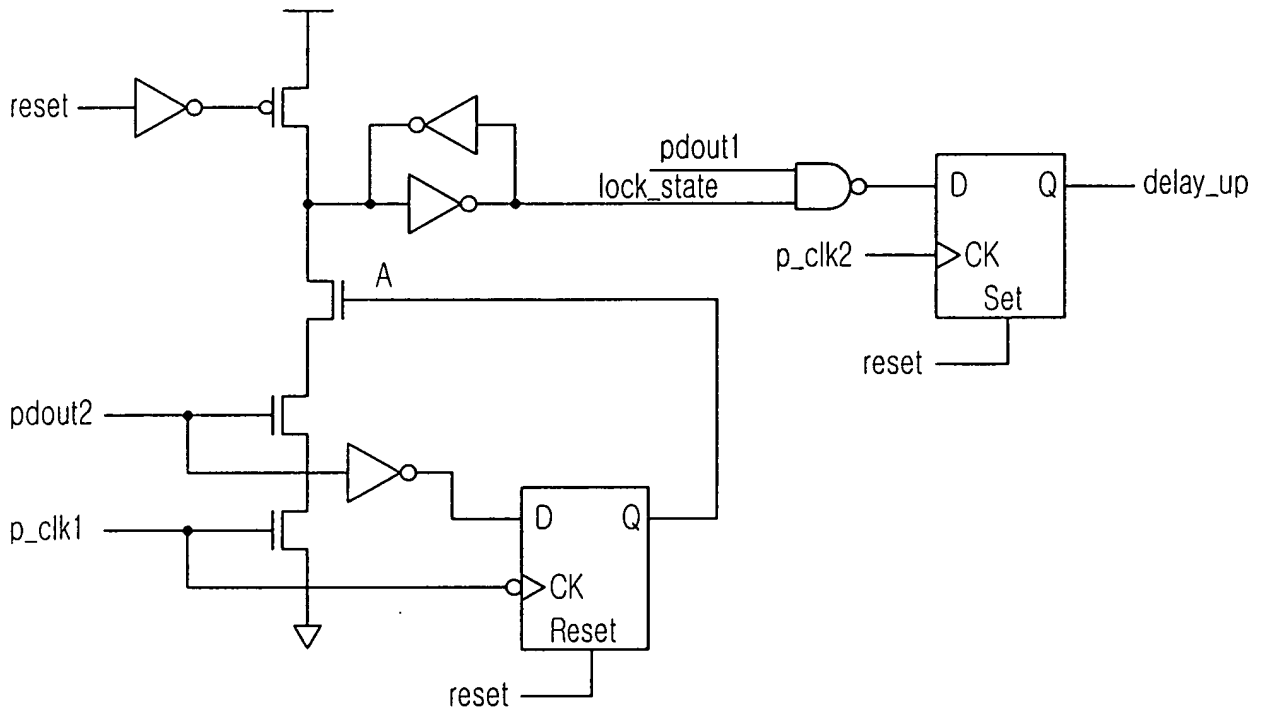 reset
pdout1
lock_state
D
Q
delay_up
p_clk2
CK
Set
reset
A
pdout2
p_clk1
D
Q
CK
Reset
reset